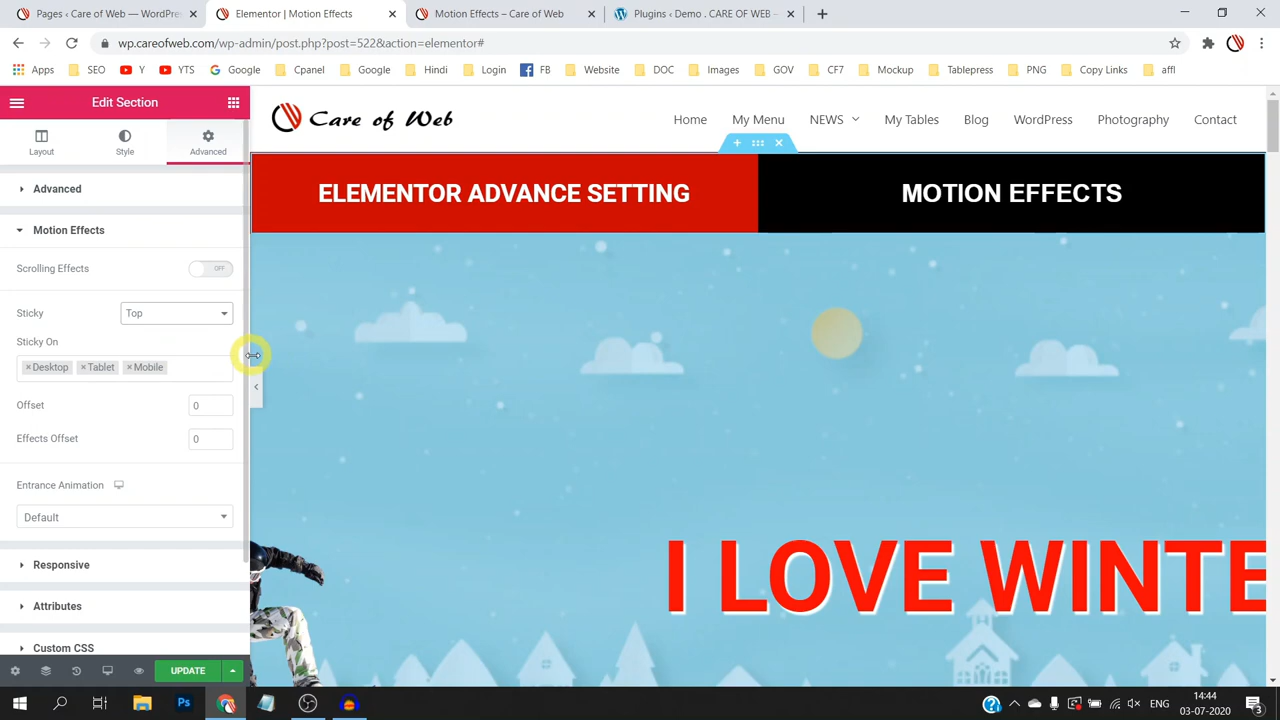 Pages ‹ Care of Web — WordPre
Elementor | Motion Effects
Motion Effects – Care of Web
Plugins ‹ Demo . CARE OF WEB –
wp.careofweb.com/wp-admin/post.php?post=522&action=elementor#
Apps SEO Y YTS Google Cpanel Google Hindi Login FB Website DOC Images GOV CF7 Mockup Tablepress PNG Copy Links affl
Edit Section
Layout Style Advanced
Care of Web
Home My Menu NEWS My Tables Blog WordPress Photography Contact
Advanced
ELEMENTOR ADVANCE SETTING
MOTION EFFECTS
Motion Effects
Scrolling Effects OFF
Sticky Top
Sticky On
×Desktop ×Tablet ×Mobile
Offset 0
Effects Offset 0
Entrance Animation
Default
I LOVE WINTE
Responsive
Attributes
Custom CSS
UPDATE
Ps
ENG
14:44
03-07-2020
3